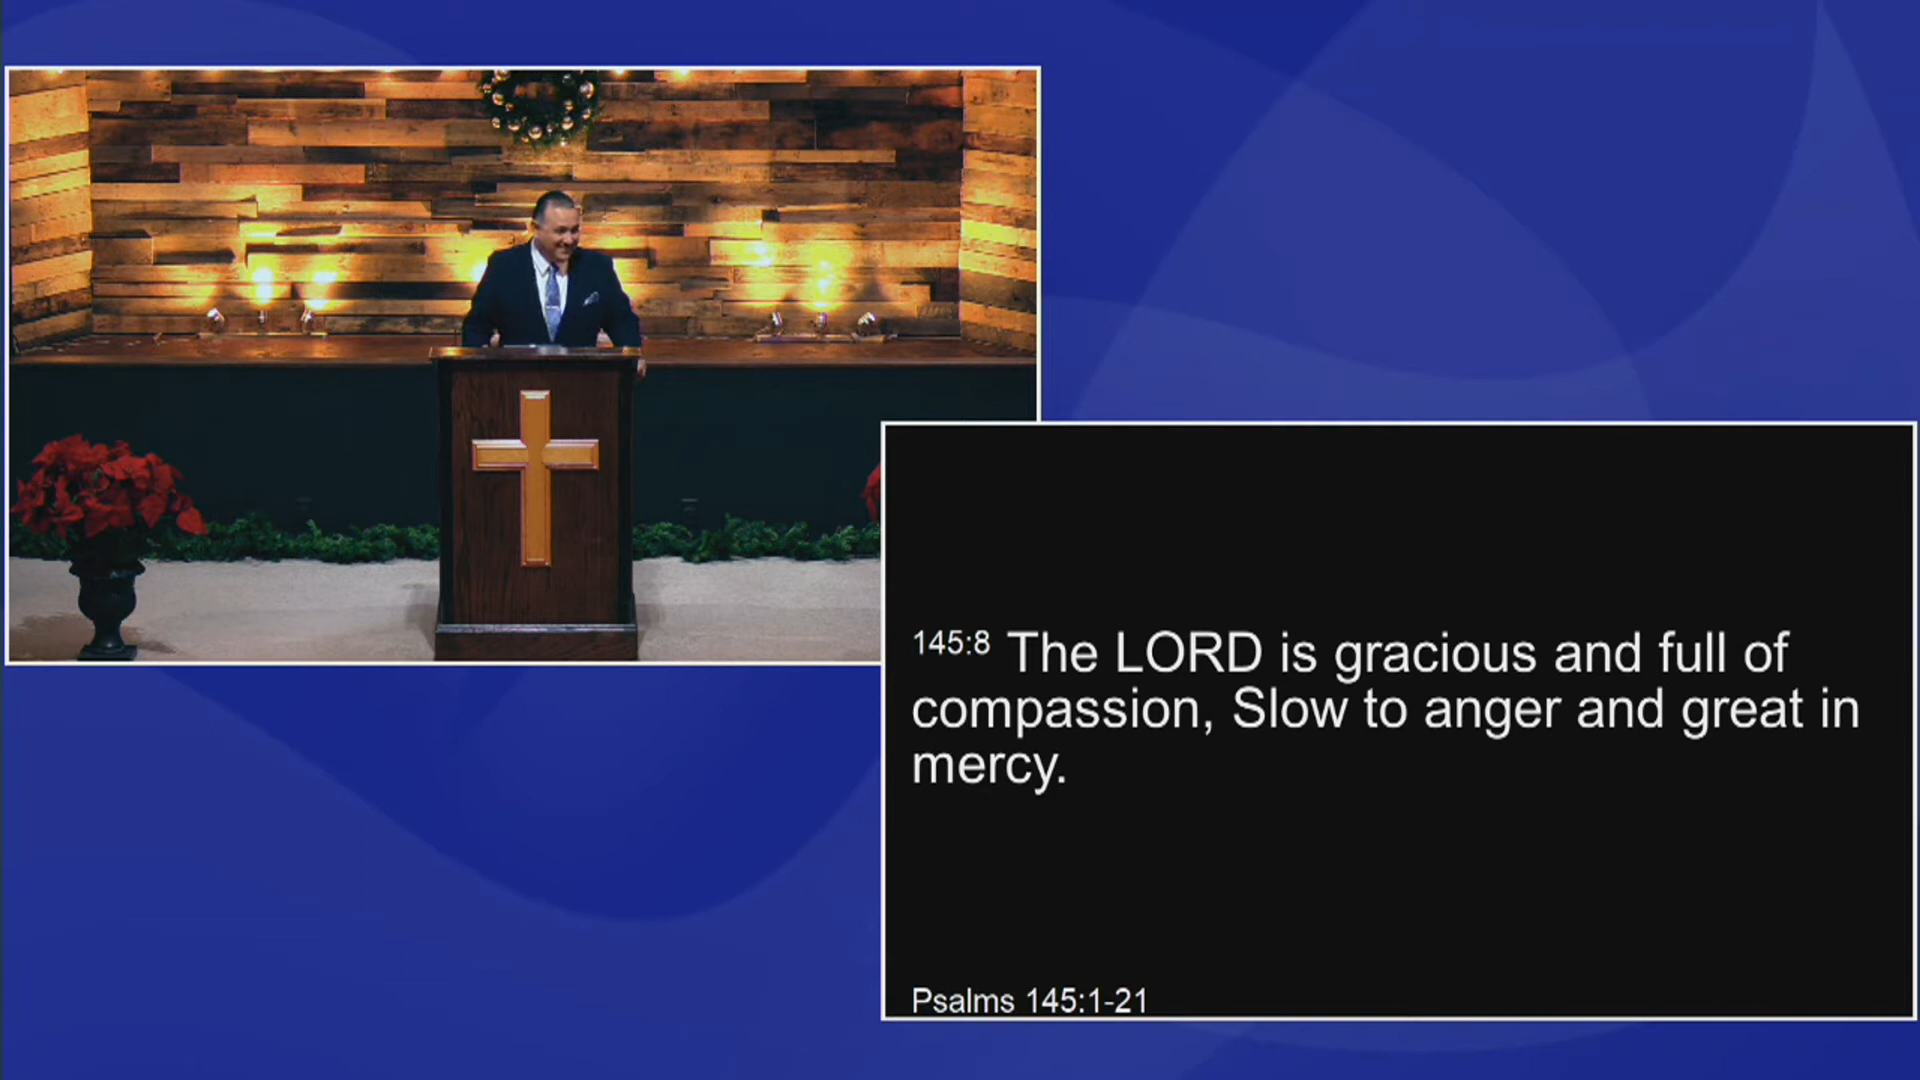 145:8 The LORD is gracious and full of
compassion, Slow to anger and great in
mercy.
Psalms 145:1-21